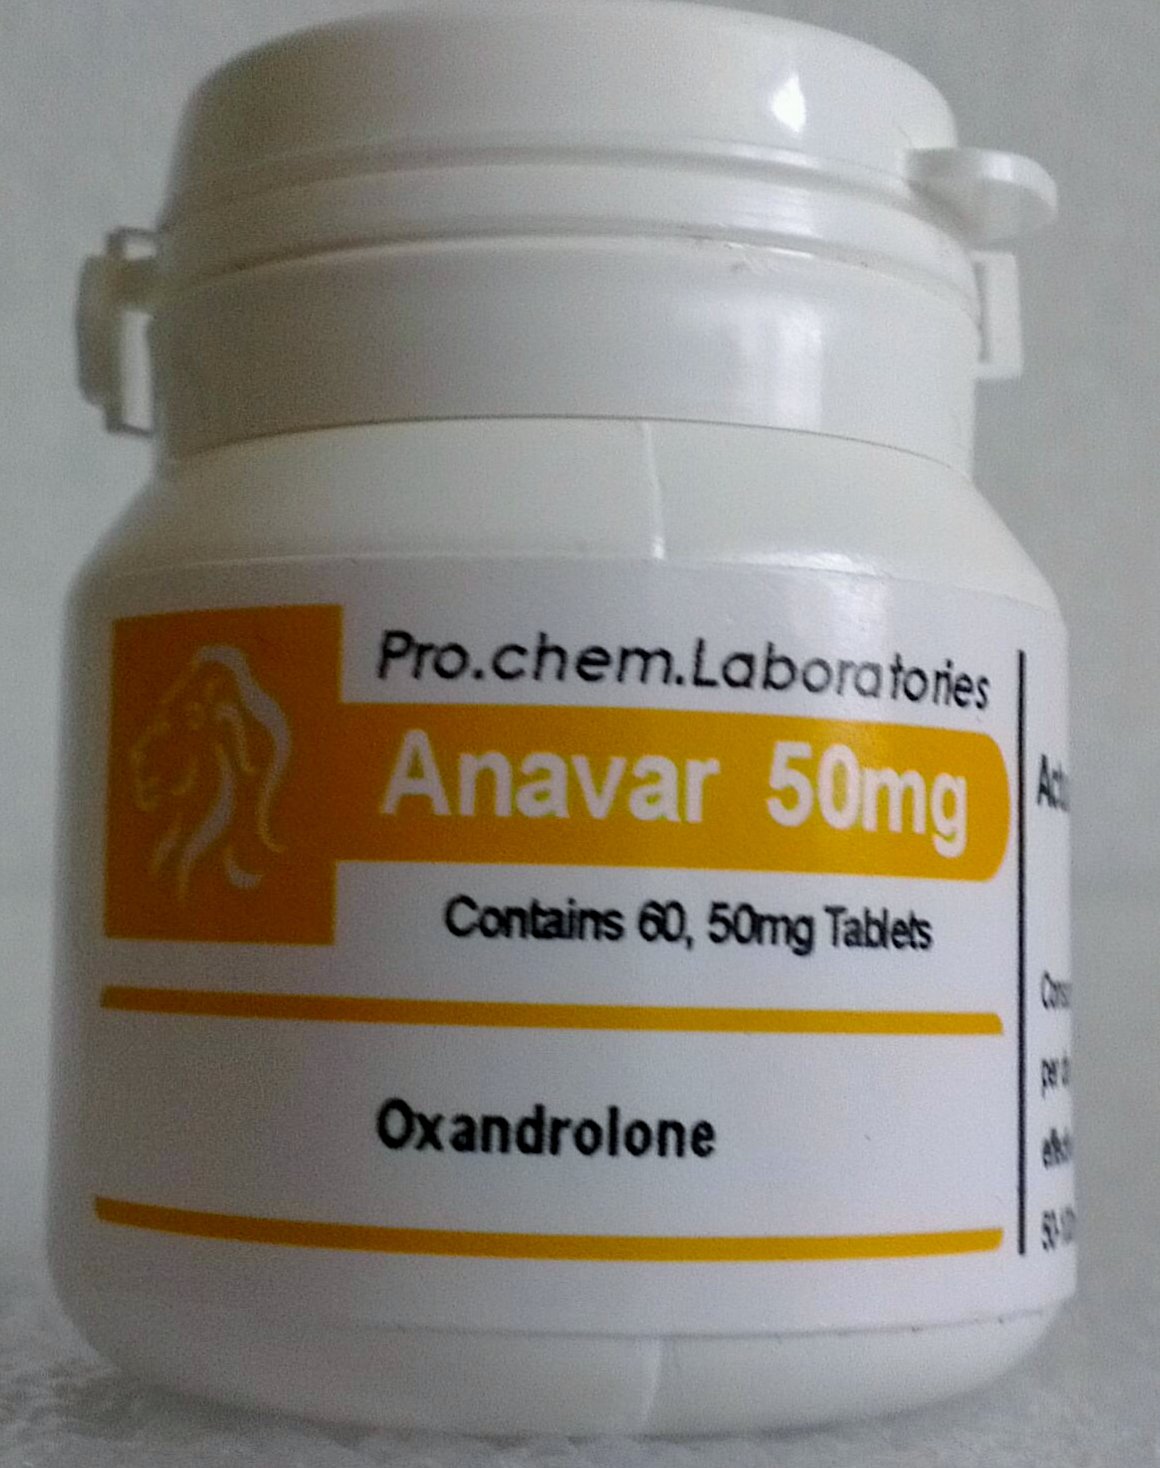 Pro.chem.Laboratories
Anavar 50mg
Contains 60, 50mg Tablets
Oxandrolone